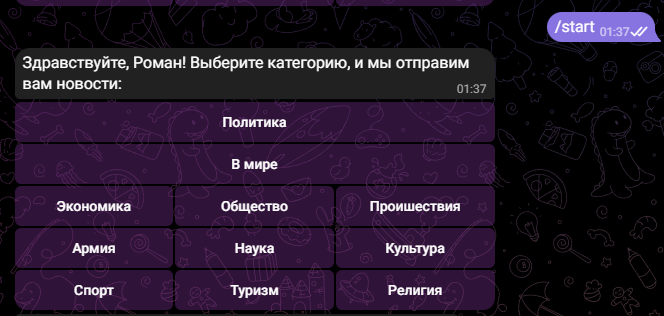 /start 01:37
Здравствуйте, Роман! Выберите категорию, и мы отправим
вам новости:
01:37
Политика
В мире
Экономика Общество Проишествия
Армия Наука Культура
Спорт Туризм Религия